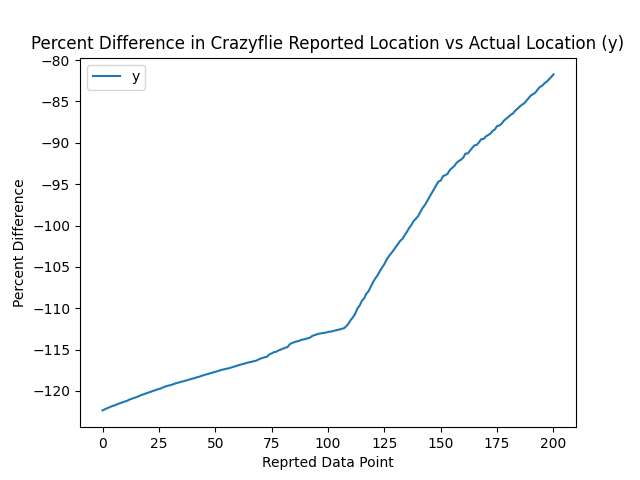 Percent Difference in Crazyflie Reported Location vs Actual Location (y)
y
−80
−85
−90
−95
−100
−105
−110
−115
−120
Percent Difference
0 25 50 75 100 125 150 175 200
Reprted Data Point